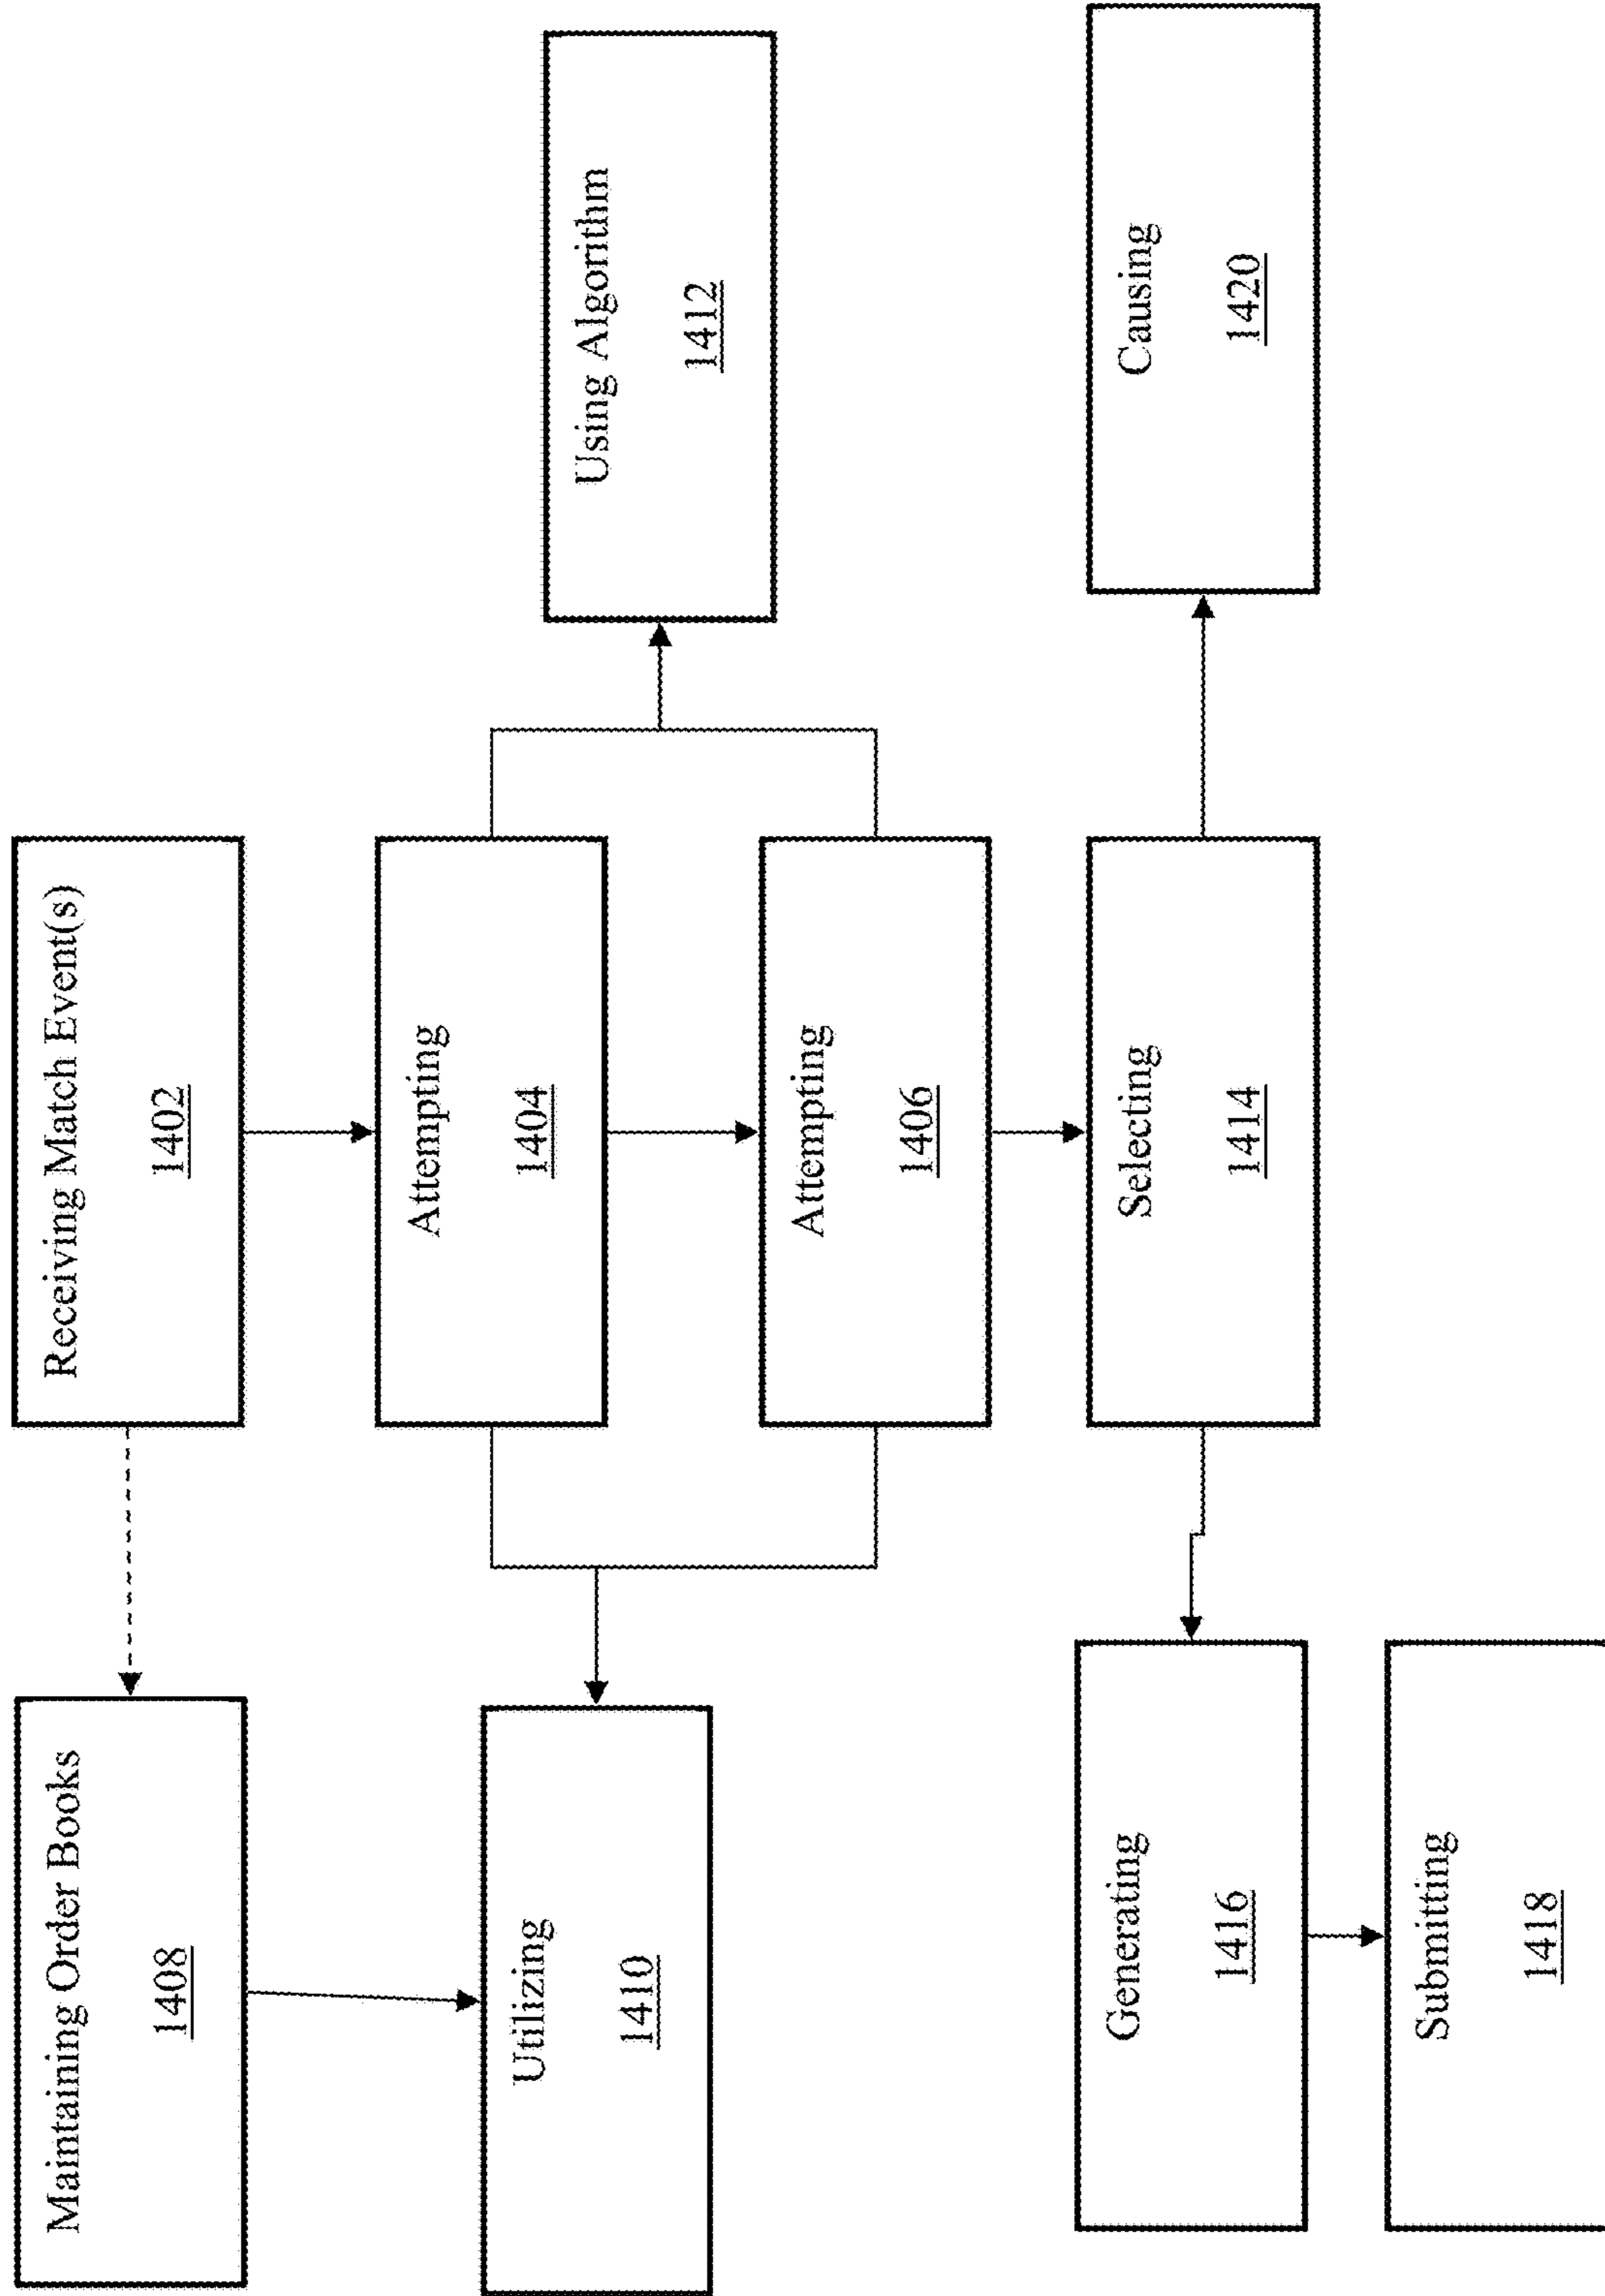 Maintaining Order Books
1408
Receiving Match Event(s)
1402
Attempting
1404
Using Algorithm
1412
Utilizing
1410
Attempting
1406
Generating
1416
Selecting
1414
Causing
1420
Submitting
1418